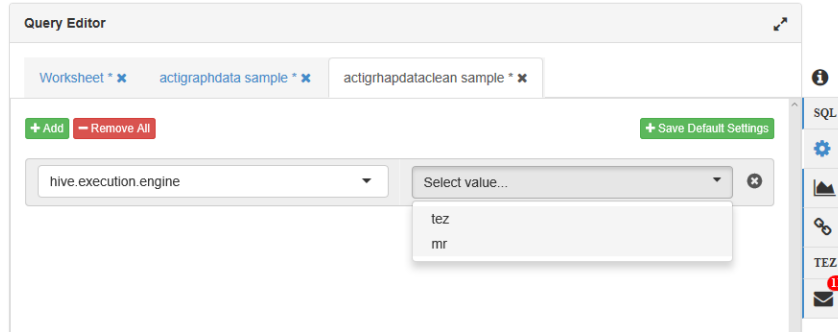 Query Editor
Worksheet * ✖ actigraphdata sample * ✖ actigrhapdataclean sample * ✖
+ Add − Remove All + Save Default Settings
SQL
hive.execution.engine Select value...
tez
mr
TEZ
1